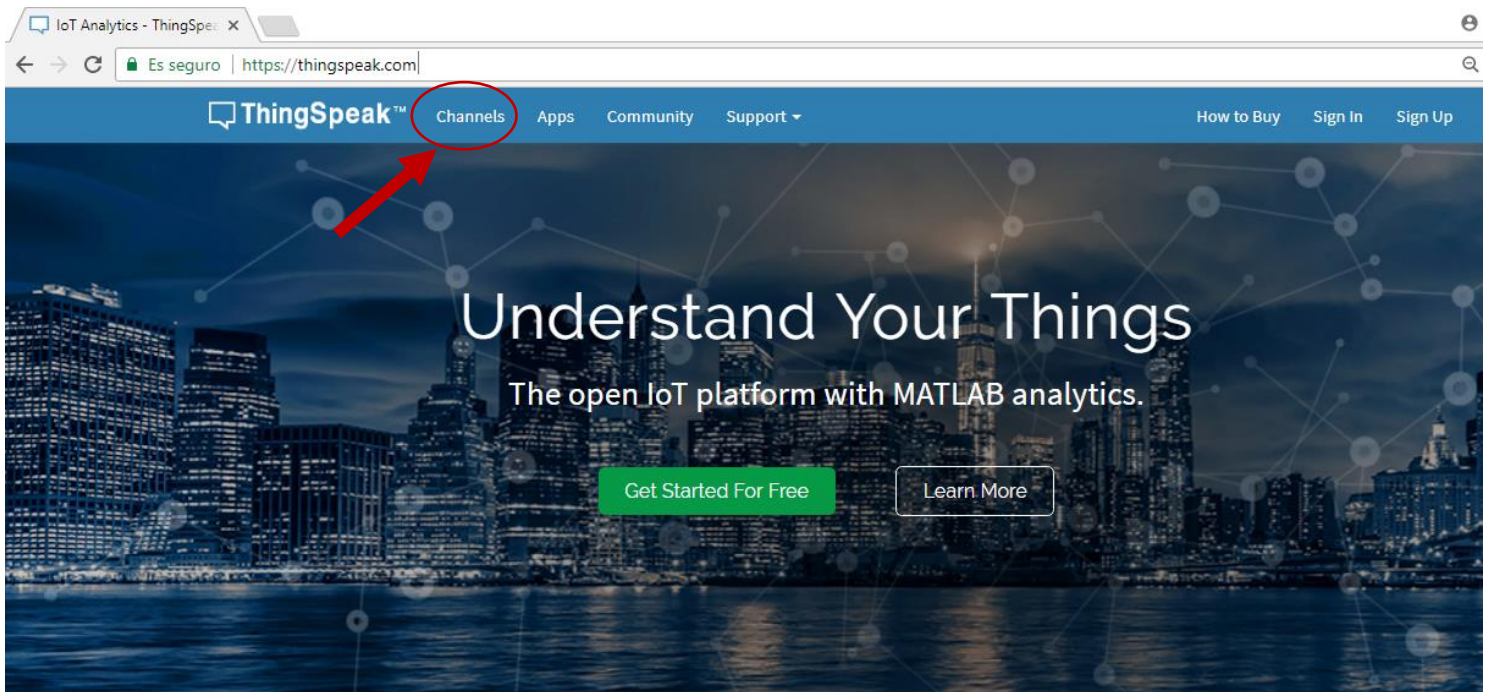 IoT Analytics - ThingSpea
Es seguro | https://thingspeak.com
ThingSpeak™ Channels Apps Community Support How to Buy Sign In Sign Up
Understand Your Things
The open IoT platform with MATLAB analytics.
Get Started For Free Learn More